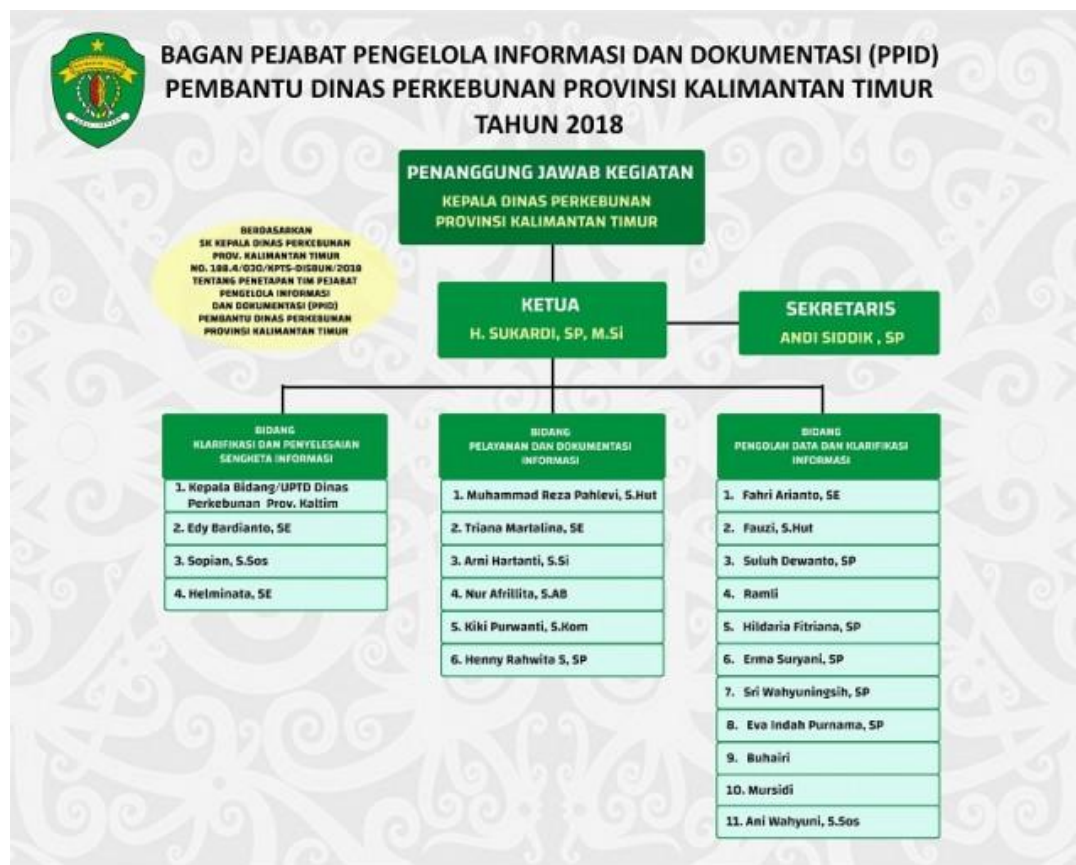 BAGAN PEJABAT PENGELOLA INFORMASI DAN DOKUMENTASI (PPID)
PEMBANTU DINAS PERKEBUNAN PROVINSI KALIMANTAN TIMUR
TAHUN 2018
PENANGGUNG JAWAB KEGIATAN
KEPALA DINAS PERKEBUNAN
PROVINSI KALIMANTAN TIMUR
BERDASARKAN
SK KEPALA DINAS PERKEBUNAN
PROV. KALIMANTAN TIMUR
NO. 188.4/030/KPTS-DISBUN/2018
TENTANG PENETAPAN TIM PEJABAT
PENGELOLA INFORMASI
DAN DOKUMENTASI (PPID)
PEMBANTU DINAS PERKEBUNAN
PROVINSI KALIMANTAN TIMUR
KETUA
H. SUKARDI, SP, M.Si
SEKRETARIS
ANDI SIDDIK , SP
BIDANG
KLARIFIKASI DAN PENYELESAIAN
SENGKETA INFORMASI
1. Kepala Bidang/UPTD Dinas
Perkebunan Prov. Kaltim
2. Edy Bardianto, SE
3. Sopian, S.Sos
4. Helminata, SE
BIDANG
PELAYANAN DAN DOKUMENTASI
INFORMASI
1. Muhammad Reza Pahlevi, S.Hut
2. Triana Martalina, SE
3. Arni Hartanti, S.Si
4. Nur Afrillita, S.AB
5. Kiki Purwanti, S.Kom
6. Henny Rahwita S, SP
BIDANG
PENGOLAH DATA DAN KLARIFIKASI
INFORMASI
1. Fahri Arianto, SE
2. Fauzi, S.Hut
3. Suluh Dewanto, SP
4. Ramli
5. Hildaria Fitriana, SP
6. Erma Suryani, SP
7. Sri Wahyuningsih, SP
8. Eva Indah Purnama, SP
9. Buhairi
10. Mursidi
11. Ani Wahyuni, S.Sos